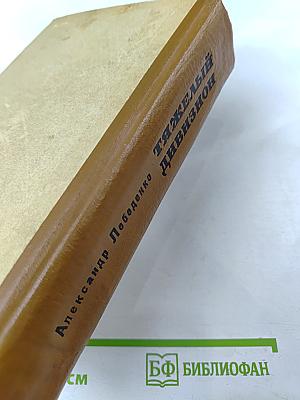 Александр Лебеденко
ТЯЖЕЛЫЙ
ДИВИЗИОН
СМ
БФ БИБЛИОФАН